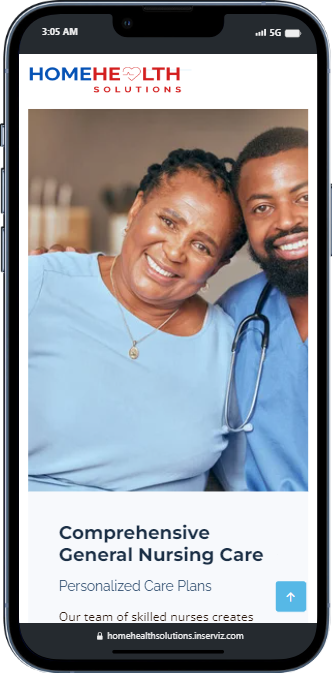 3:05 AM
5G
HOMEHEALTH
SOLUTIONS
Comprehensive
General Nursing Care
Personalized Care Plans
Our team of skilled nurses creates
homehealthsolutions.inserviz.com